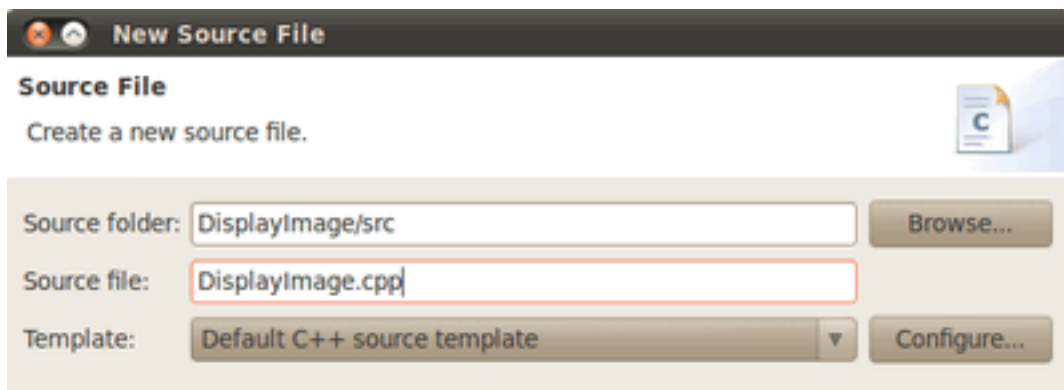 New Source File
Source File
Create a new source file.
C
Source folder: DisplayImage/src Browse...
Source file: DisplayImage.cpp
Template: Default C++ source template Configure...